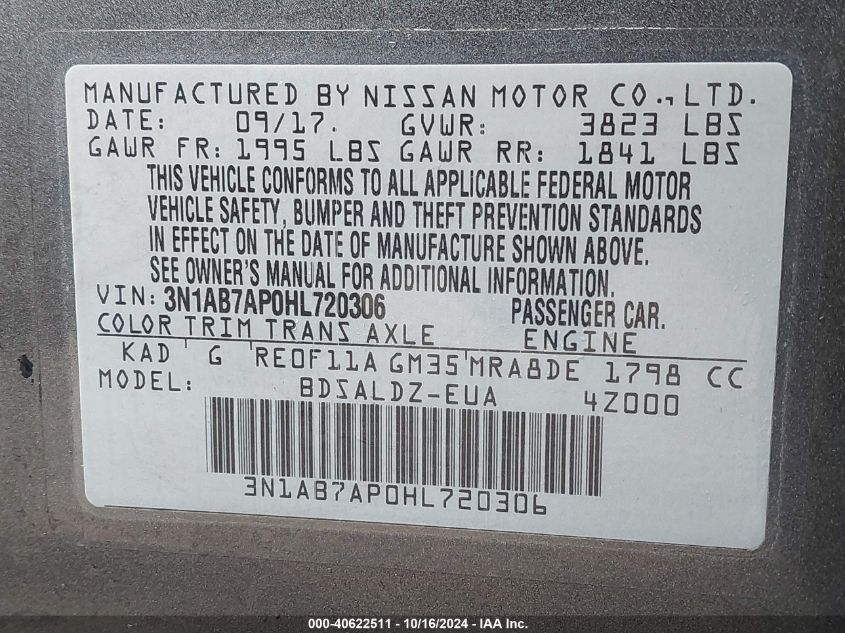 MANUFACTURED BY NISSAN MOTOR CO., LTD.
DATE: 09/17. GVWR: 3823 LBS
GAWR FR: 1995 LBS GAWR RR: 1841 LBS
THIS VEHICLE CONFORMS TO ALL APPLICABLE FEDERAL MOTOR
VEHICLE SAFETY, BUMPER AND THEFT PREVENTION STANDARDS
IN EFFECT ON THE DATE OF MANUFACTURE SHOWN ABOVE.
SEE OWNER'S MANUAL FOR ADDITIONAL INFORMATION.
VIN: 3N1AB7AP0HL720306 PASSENGER CAR.
COLOR TRIM TRANS AXLE ENGINE
KAD G RE0F11A GM35 MRA8DE 1798 CC
MODEL: BDSALDZ-EUA 4Z000
3N1AB7AP0HL720306
000-40622511 - 10/16/2024 - IAA Inc.